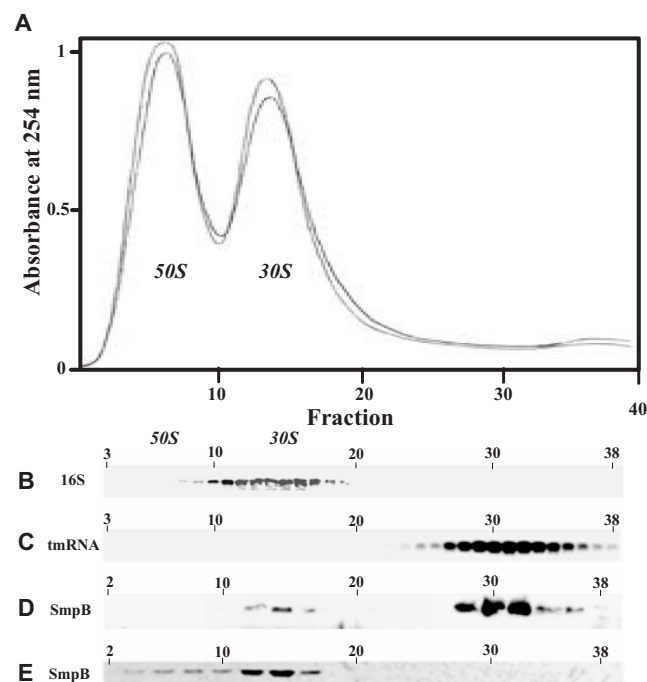 A
Absorbance at 254 nm
1
0.5
0
50S 30S
10 20 30 40
Fraction
50S 30S
3 10 20 30 38
B 16S
3 10 20 30 38
C tmRNA
2 10 20 30 38
D SmpB
2 10 20 30 38
E SmpB